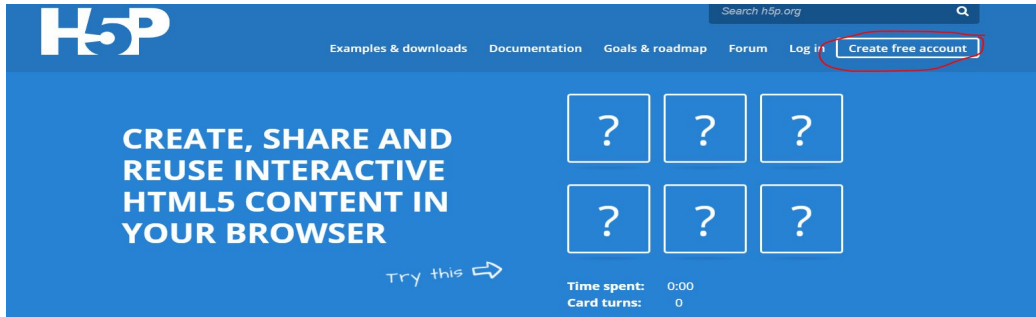 H5P
Search h5p.org
Examples & downloads Documentation Goals & roadmap Forum Log in Create free account
CREATE, SHARE AND
REUSE INTERACTIVE
HTML5 CONTENT IN
YOUR BROWSER
? ? ?
? ? ?
Try this
Time spent: 0:00
Card turns: 0